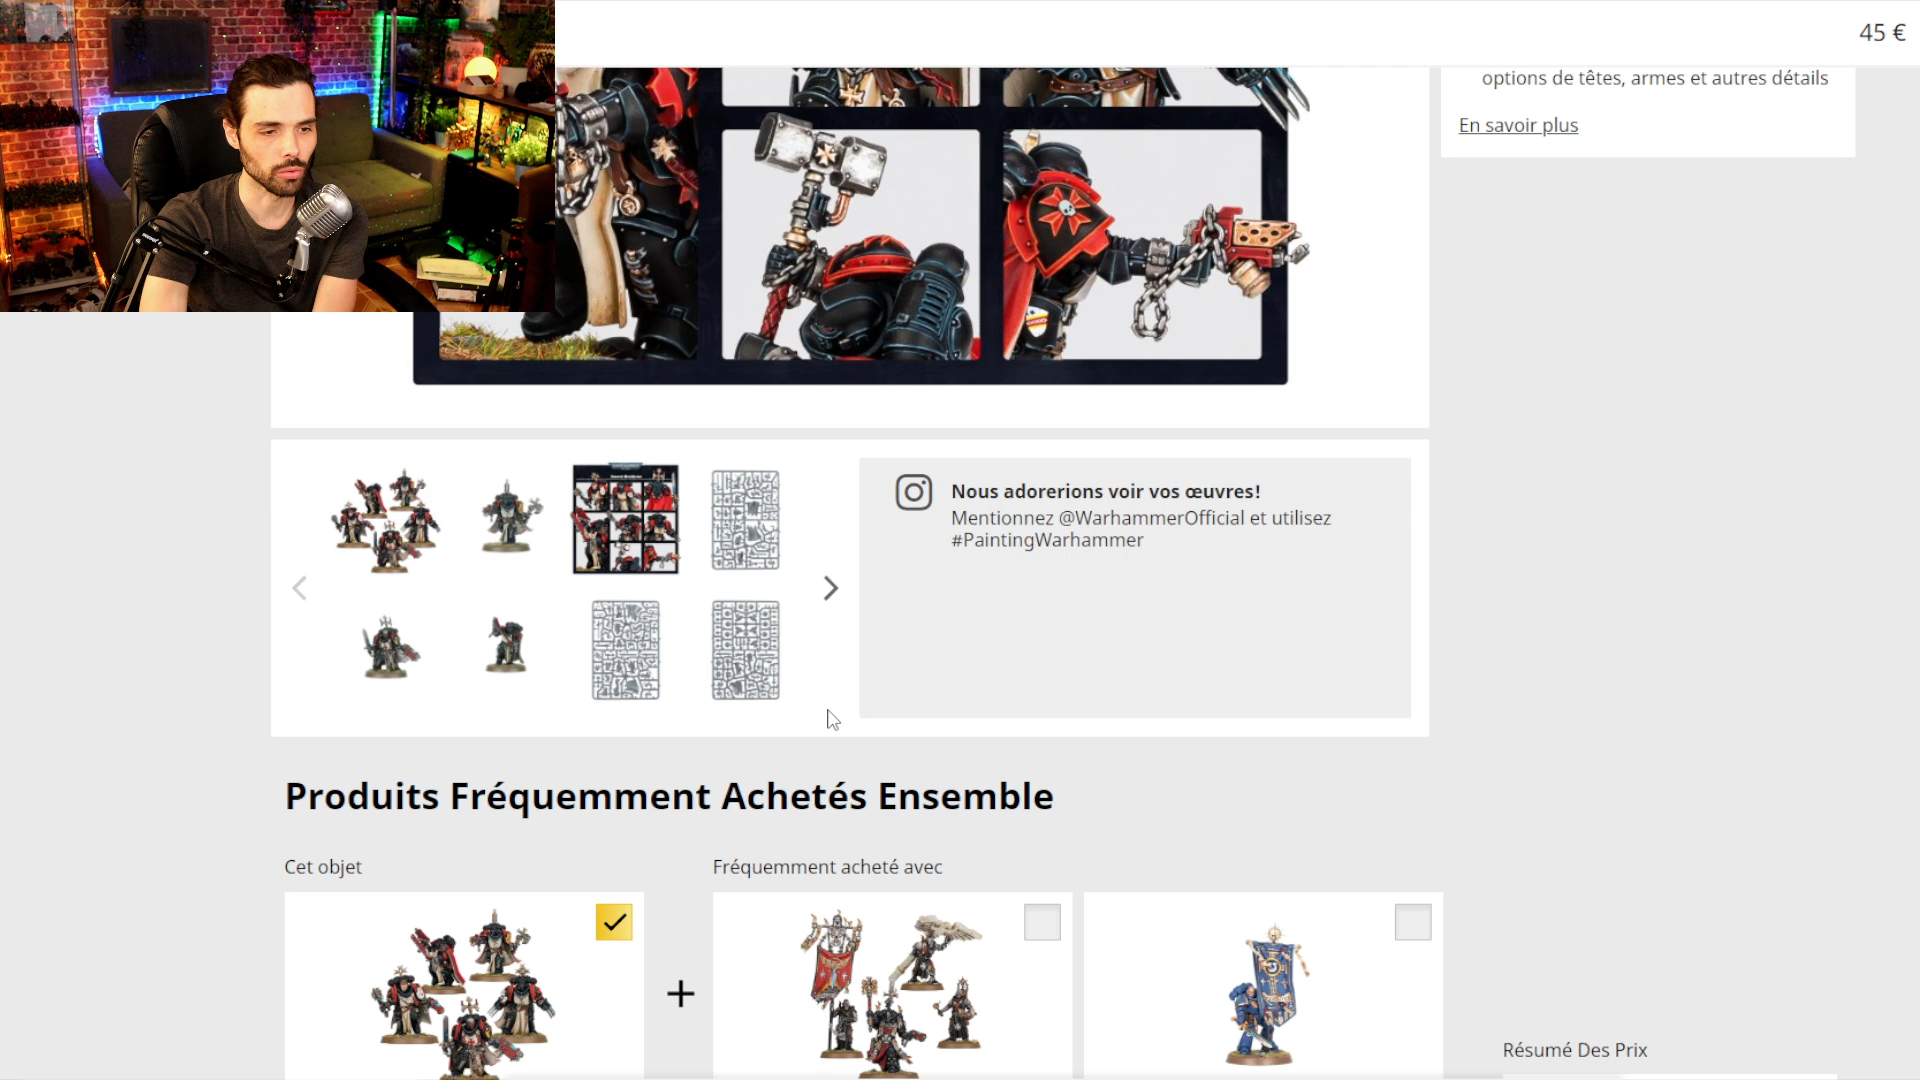 45 €
options de têtes, armes et autres détails
En savoir plus
Nous adorerions voir vos œuvres!
Mentionnez @WarhammerOfficial et utilisez
#PaintingWarhammer
Produits Fréquemment Achetés Ensemble
Cet objet
Fréquemment acheté avec
Résumé Des Prix